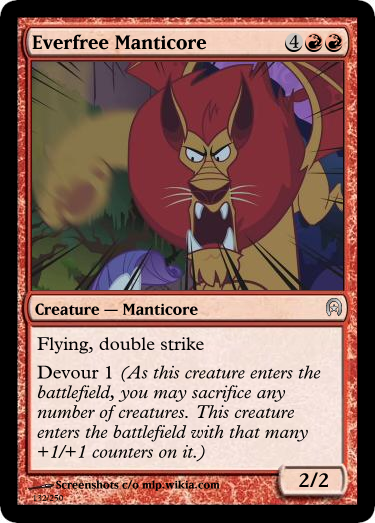 Everfree Manticore 4
Creature — Manticore
Flying, double strike
Devour 1 (As this creature enters the
battlefield, you may sacrifice any
number of creatures. This creature
enters the battlefield with that many
+1/+1 counters on it.)
Screenshots c/o mlp.wikia.com
132/250
2/2